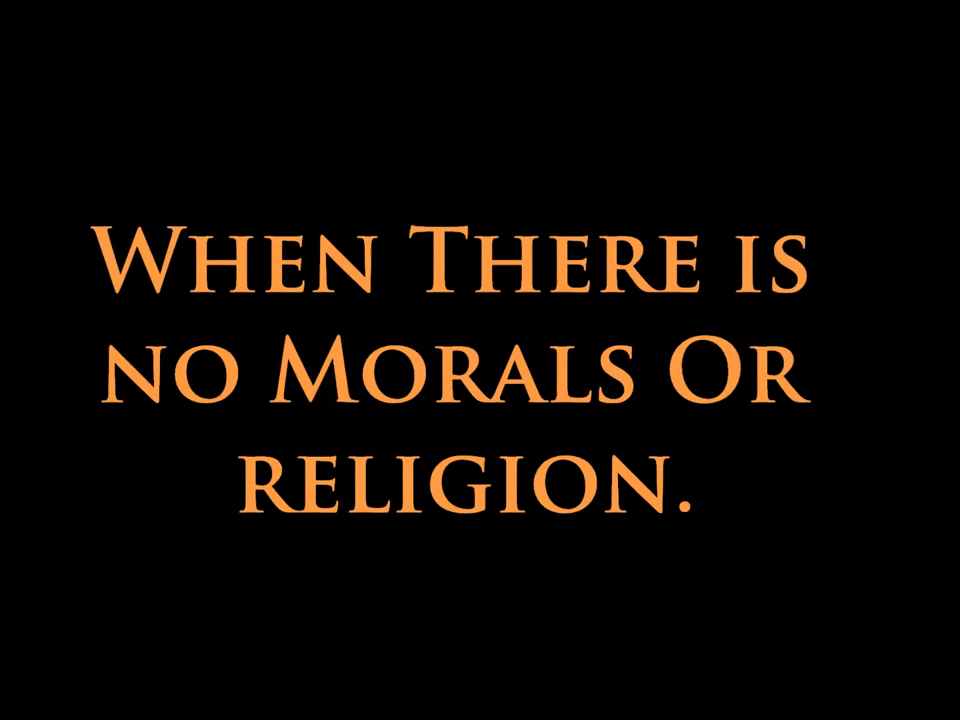 When There is
no Morals Or
religion.